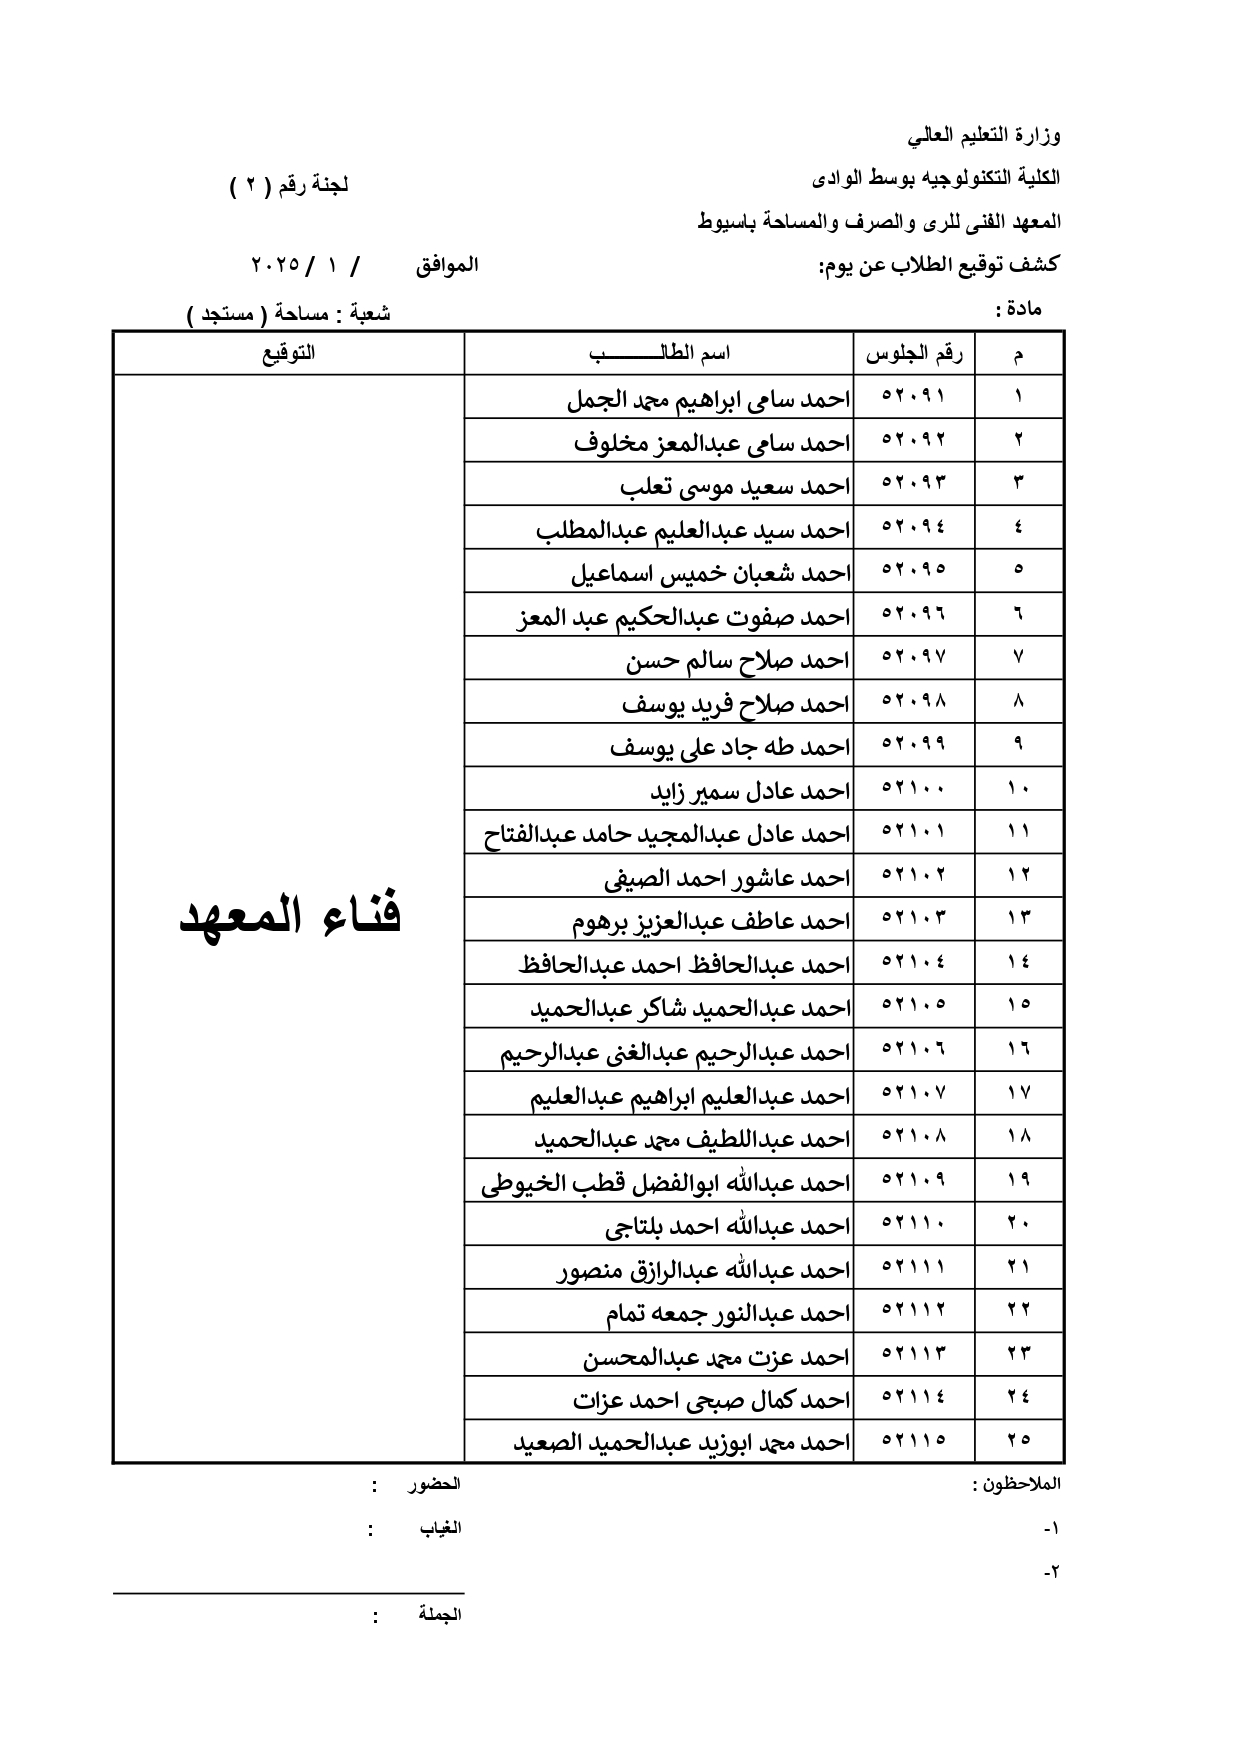 وزارة التعليم العالي
الكلية التكنولوجيه بوسط الوادى
لجنة رقم ( ٢ )
المعهد الفنى للرى والصرف والمساحة باسيوط
كشف توقيع الطلاب عن يوم: الموافق / ١ / ٢٠٢٥
مادة :
شعبة : مساحة ( مستجد )
م رقم الجلوس اسم الطالــــــــب التوقيع
١ ٥٢٠٩١ احمد سامى ابراهيم محمد الجمل
٢ ٥٢٠٩٢ احمد سامى عبدالمعز مخلوف
٣ ٥٢٠٩٣ احمد سعيد موسى تعلب
٤ ٥٢٠٩٤ احمد سيد عبدالعليم عبدالمطلب
٥ ٥٢٠٩٥ احمد شعبان خميس اسماعيل
٦ ٥٢٠٩٦ احمد صفوت عبدالحكيم عبد المعز
٧ ٥٢٠٩٧ احمد صلاح سالم حسن
٨ ٥٢٠٩٨ احمد صلاح فريد يوسف
٩ ٥٢٠٩٩ احمد طه جاد على يوسف
١٠ ٥٢١٠٠ احمد عادل سمير زايد
١١ ٥٢١٠١ احمد عادل عبدالمجيد حامد عبدالفتاح
١٢ ٥٢١٠٢ احمد عاشور احمد الصيفى
١٣ ٥٢١٠٣ احمد عاطف عبدالعزيز برهوم
١٤ ٥٢١٠٤ احمد عبدالحافظ احمد عبدالحافظ
١٥ ٥٢١٠٥ احمد عبدالحميد شاكر عبدالحميد
١٦ ٥٢١٠٦ احمد عبدالرحيم عبدالغنى عبدالرحيم
١٧ ٥٢١٠٧ احمد عبدالعليم ابراهيم عبدالعليم
١٨ ٥٢١٠٨ احمد عبداللطيف محمد عبدالحميد
١٩ ٥٢١٠٩ احمد عبدالله ابوالفضل قطب الخيوطى
٢٠ ٥٢١١٠ احمد عبدالله احمد بلتاجى
٢١ ٥٢١١١ احمد عبدالله عبدالرازق منصور
٢٢ ٥٢١١٢ احمد عبدالنور جمعه تمام
٢٣ ٥٢١١٣ احمد عزت محمد عبدالمحسن
٢٤ ٥٢١١٤ احمد كمال صبحى احمد عزات
٢٥ ٥٢١١٥ احمد محمد ابوزيد عبدالحميد الصعيد
فناء المعهد
الملاحظون : الحضور :
١- الغياب :
٢-
الجملة :